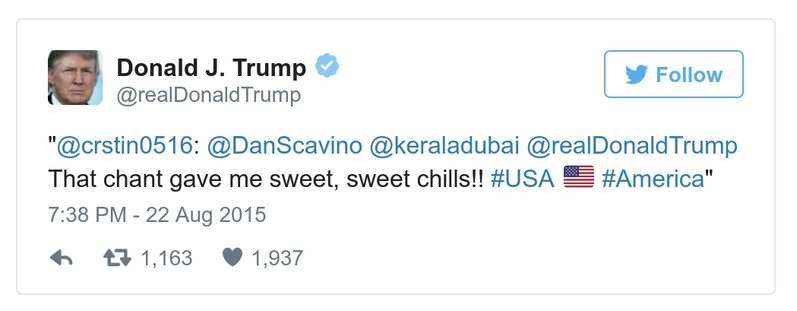 Donald J. Trump
@realDonaldTrump
Follow
"@crstin0516: @DanScavino @keraladubai @realDonaldTrump
That chant gave me sweet, sweet chills!! #USA 🇺🇸 #America"
7:38 PM - 22 Aug 2015
1,163 1,937